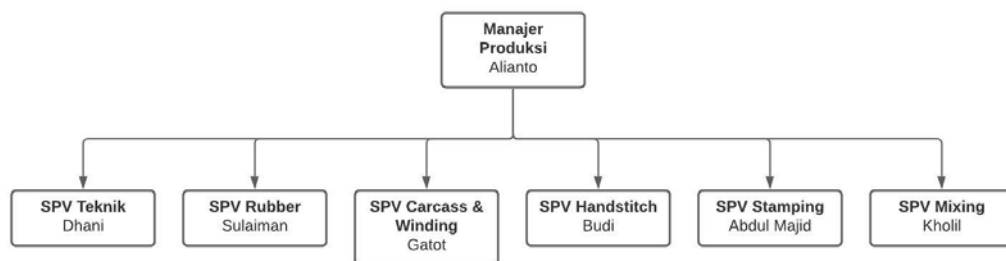 Manajer
Produksi
Alianto
SPV Teknik
Dhani
SPV Rubber
Sulaiman
SPV Carcass &
Winding
Gatot
SPV Handstitch
Budi
SPV Stamping
Abdul Majid
SPV Mixing
Kholil